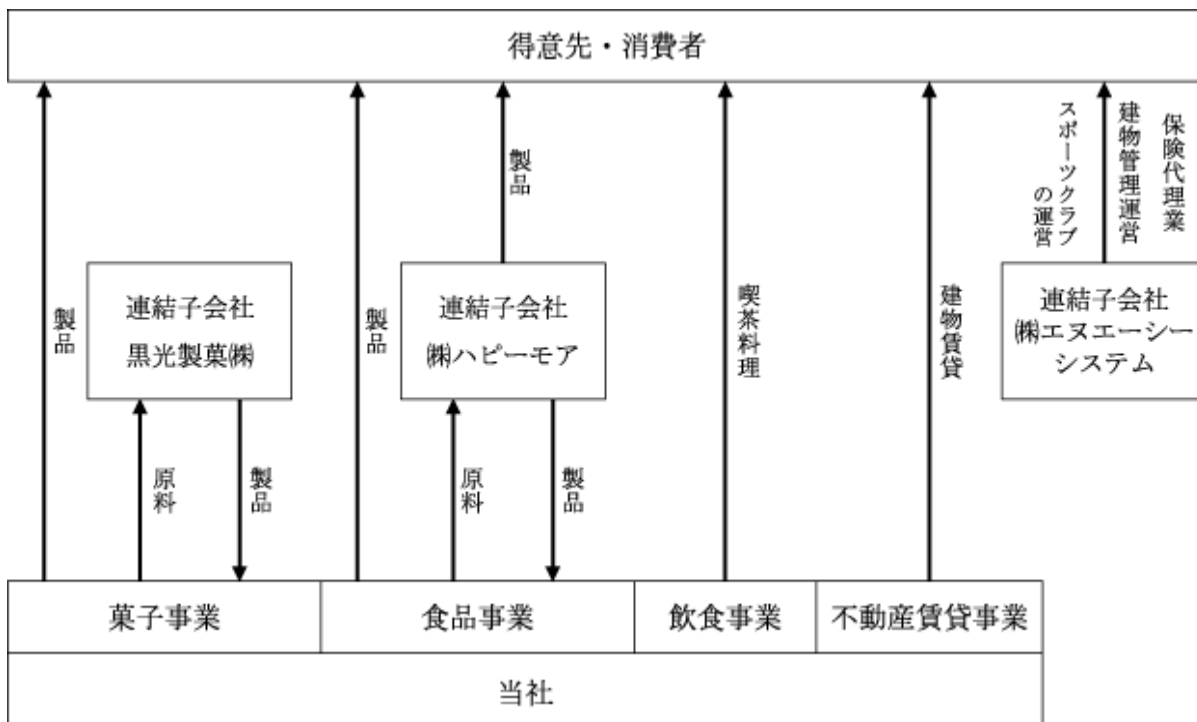 得意先・消費者
製品
連結子会社
黒光製菓㈱
原料
製品
製品
製品
連結子会社
㈱ハピーモア
原料
製品
喫茶料理
建物賃貸
保険代理業
建物管理運営
スポーツクラブ
の運営
連結子会社
㈱エヌエーシー
システム
菓子事業
食品事業
飲食事業
不動産賃貸事業
当社